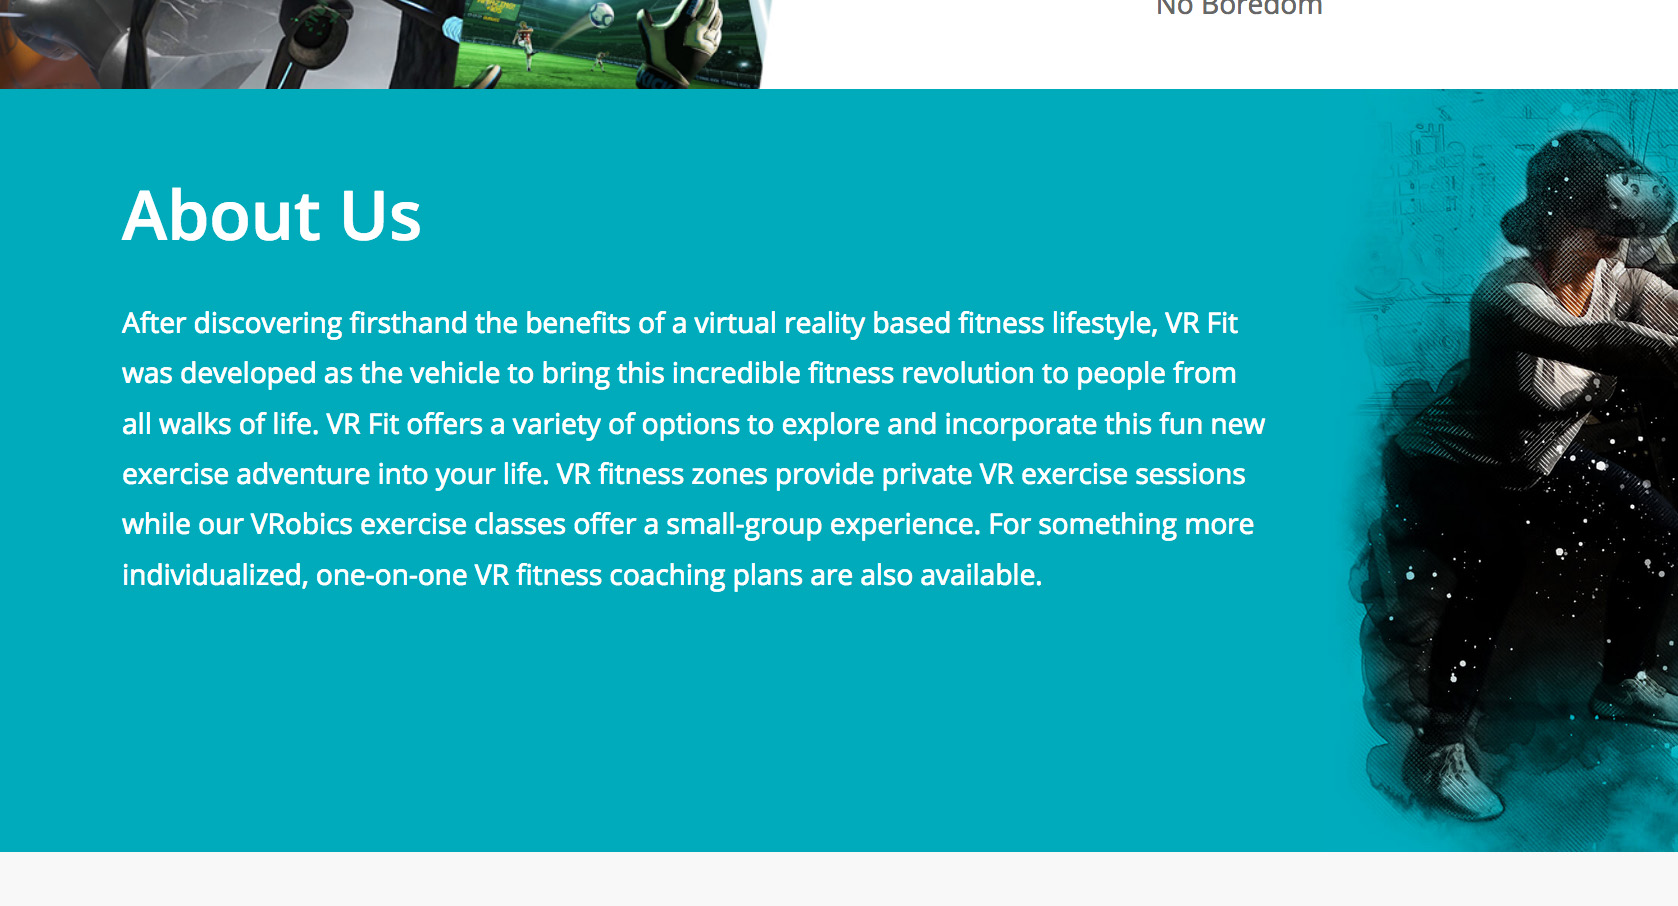 No Boredom
About Us
After discovering firsthand the benefits of a virtual reality based fitness lifestyle, VR Fit
was developed as the vehicle to bring this incredible fitness revolution to people from
all walks of life. VR Fit offers a variety of options to explore and incorporate this fun new
exercise adventure into your life. VR fitness zones provide private VR exercise sessions
while our VRobics exercise classes offer a small-group experience. For something more
individualized, one-on-one VR fitness coaching plans are also available.